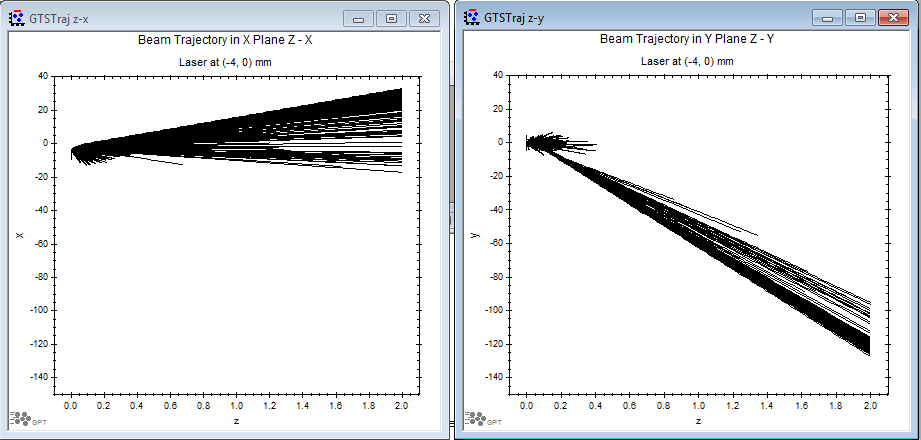 GTSTraj z-x
Beam Trajectory in X Plane Z - X
Laser at (-4, 0) mm
40
20
0
-20
-40
-60
-80
-100
-120
-140
x
0.0 0.2 0.4 0.6 0.8 1.0 1.2 1.4 1.6 1.8 2.0
z
GPT
GTSTraj z-y
Beam Trajectory in Y Plane Z - Y
Laser at (-4, 0) mm
40
20
0
-20
-40
-60
-80
-100
-120
-140
y
0.0 0.2 0.4 0.6 0.8 1.0 1.2 1.4 1.6 1.8 2.0
z
GPT